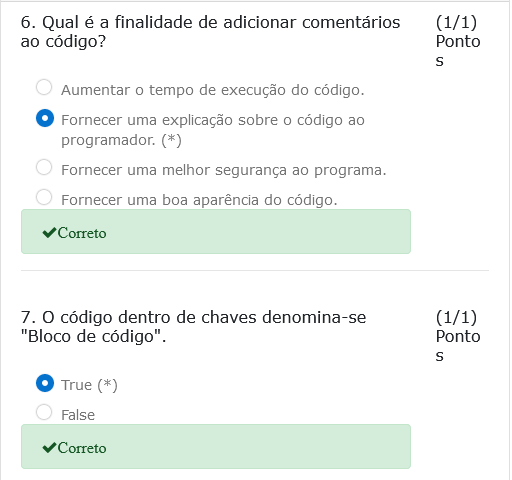 6. Qual é a finalidade de adicionar comentários
ao código?
(1/1)
Ponto
s
Aumentar o tempo de execução do código.
Fornecer uma explicação sobre o código ao
programador. (*)
Fornecer uma melhor segurança ao programa.
Fornecer uma boa aparência do código.
Correto
7. O código dentro de chaves denomina-se
"Bloco de código".
(1/1)
Ponto
s
True (*)
False
Correto